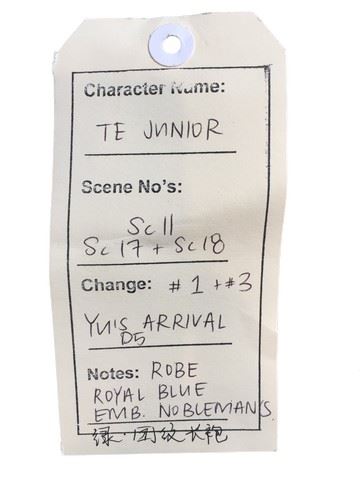 Character Name:
TE JUNIOR
Scene No's:
Sc 11
Sc 17 + Sc 18
Change: #1 + #3
YU'S ARRIVAL
D5
Notes: ROBE
ROYAL BLUE
EMB. NOBLEMAN'S
绿·团纹长袍